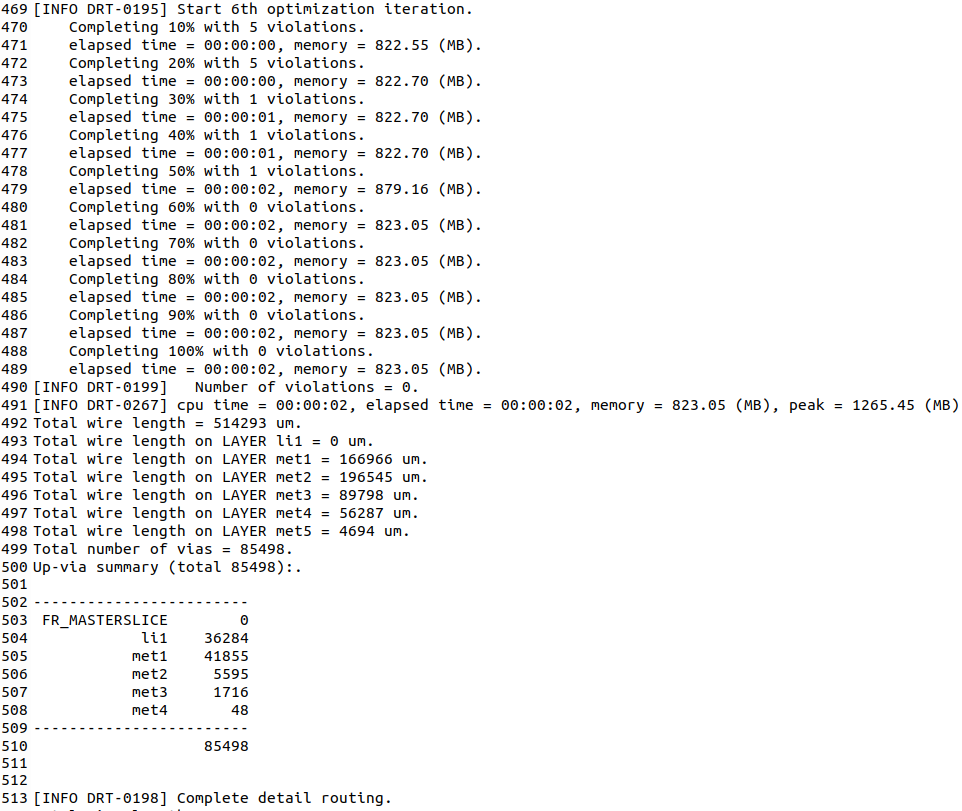 469 [INFO DRT-0195] Start 6th optimization iteration.
470     Completing 10% with 5 violations.
471     elapsed time = 00:00:00, memory = 822.55 (MB).
472     Completing 20% with 5 violations.
473     elapsed time = 00:00:00, memory = 822.70 (MB).
474     Completing 30% with 1 violations.
475     elapsed time = 00:00:01, memory = 822.70 (MB).
476     Completing 40% with 1 violations.
477     elapsed time = 00:00:01, memory = 822.70 (MB).
478     Completing 50% with 1 violations.
479     elapsed time = 00:00:02, memory = 879.16 (MB).
480     Completing 60% with 0 violations.
481     elapsed time = 00:00:02, memory = 823.05 (MB).
482     Completing 70% with 0 violations.
483     elapsed time = 00:00:02, memory = 823.05 (MB).
484     Completing 80% with 0 violations.
485     elapsed time = 00:00:02, memory = 823.05 (MB).
486     Completing 90% with 0 violations.
487     elapsed time = 00:00:02, memory = 823.05 (MB).
488     Completing 100% with 0 violations.
489     elapsed time = 00:00:02, memory = 823.05 (MB).
490 [INFO DRT-0199]   Number of violations = 0.
491 [INFO DRT-0267] cpu time = 00:00:02, elapsed time = 00:00:02, memory = 823.05 (MB), peak = 1265.45 (MB)
492 Total wire length = 514293 um.
493 Total wire length on LAYER li1 = 0 um.
494 Total wire length on LAYER met1 = 166966 um.
495 Total wire length on LAYER met2 = 196545 um.
496 Total wire length on LAYER met3 = 89798 um.
497 Total wire length on LAYER met4 = 56287 um.
498 Total wire length on LAYER met5 = 4694 um.
499 Total number of vias = 85498.
500 Up-via summary (total 85498):.
501
502 ------------------------
503  FR_MASTERSLICE        0
504             li1    36284
505            met1    41855
506            met2     5595
507            met3     1716
508            met4       48
509 ------------------------
510                    85498
511
512
513 [INFO DRT-0198] Complete detail routing.